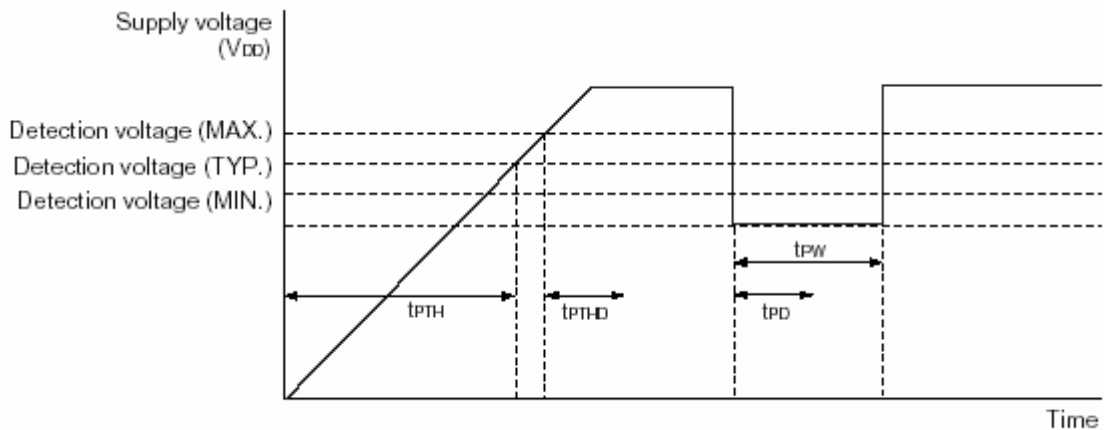 Supply voltage
(VDD)
Detection voltage (MAX.)
Detection voltage (TYP.)
Detection voltage (MIN.)
tPW
tPTH
tPTHD
tPD
Time